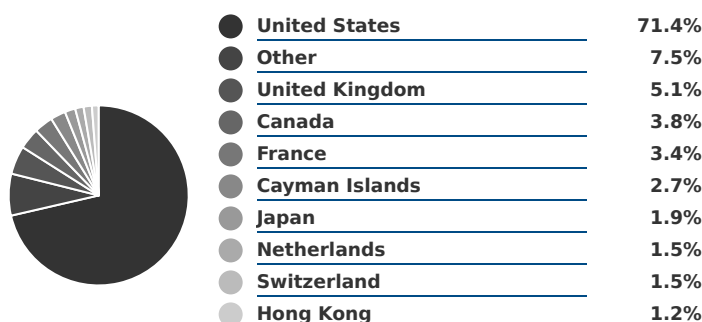 United States 71.4%
Other 7.5%
United Kingdom 5.1%
Canada 3.8%
France 3.4%
Cayman Islands 2.7%
Japan 1.9%
Netherlands 1.5%
Switzerland 1.5%
Hong Kong 1.2%